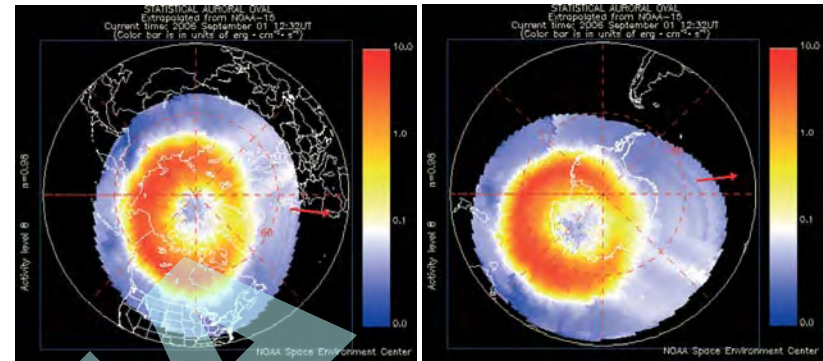 STATISTICAL AURORAL OVAL
Extrapolated from NOAA-15
Current time: 2006 September 01 12:32UT
(Color bar is in units of erg · cm⁻² · s⁻¹)
10.0
1.0
0.1
0.0
n=0.98
Activity level 8
60
NOAA Space Environment Center
STATISTICAL AURORAL OVAL
Extrapolated from NOAA-15
Current time: 2006 September 01 12:32UT
(Color bar is in units of erg · cm⁻² · s⁻¹)
10.0
1.0
0.1
0.0
n=0.98
Activity level 8
NOAA Space Environment Center